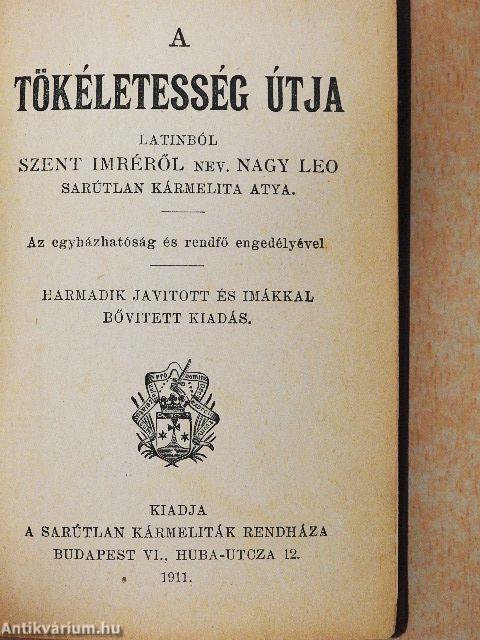 A
TÖKÉLETESSÉG ÚTJA
LATINBÓL
SZENT IMRÉRŐL NEV. NAGY LEO
SARÚTLAN KÁRMELITA ATYA.
Az egyházhatóság és rendfő engedélyével
HARMADIK JAVITOTT ÉS IMÁKKAL
BŐVITETT KIADÁS.
KIADJA
A SARÚTLAN KÁRMELITÁK RENDHÁZA
BUDAPEST VI., HUBA-UTCZA 12.
1911.
Antikvárium.hu